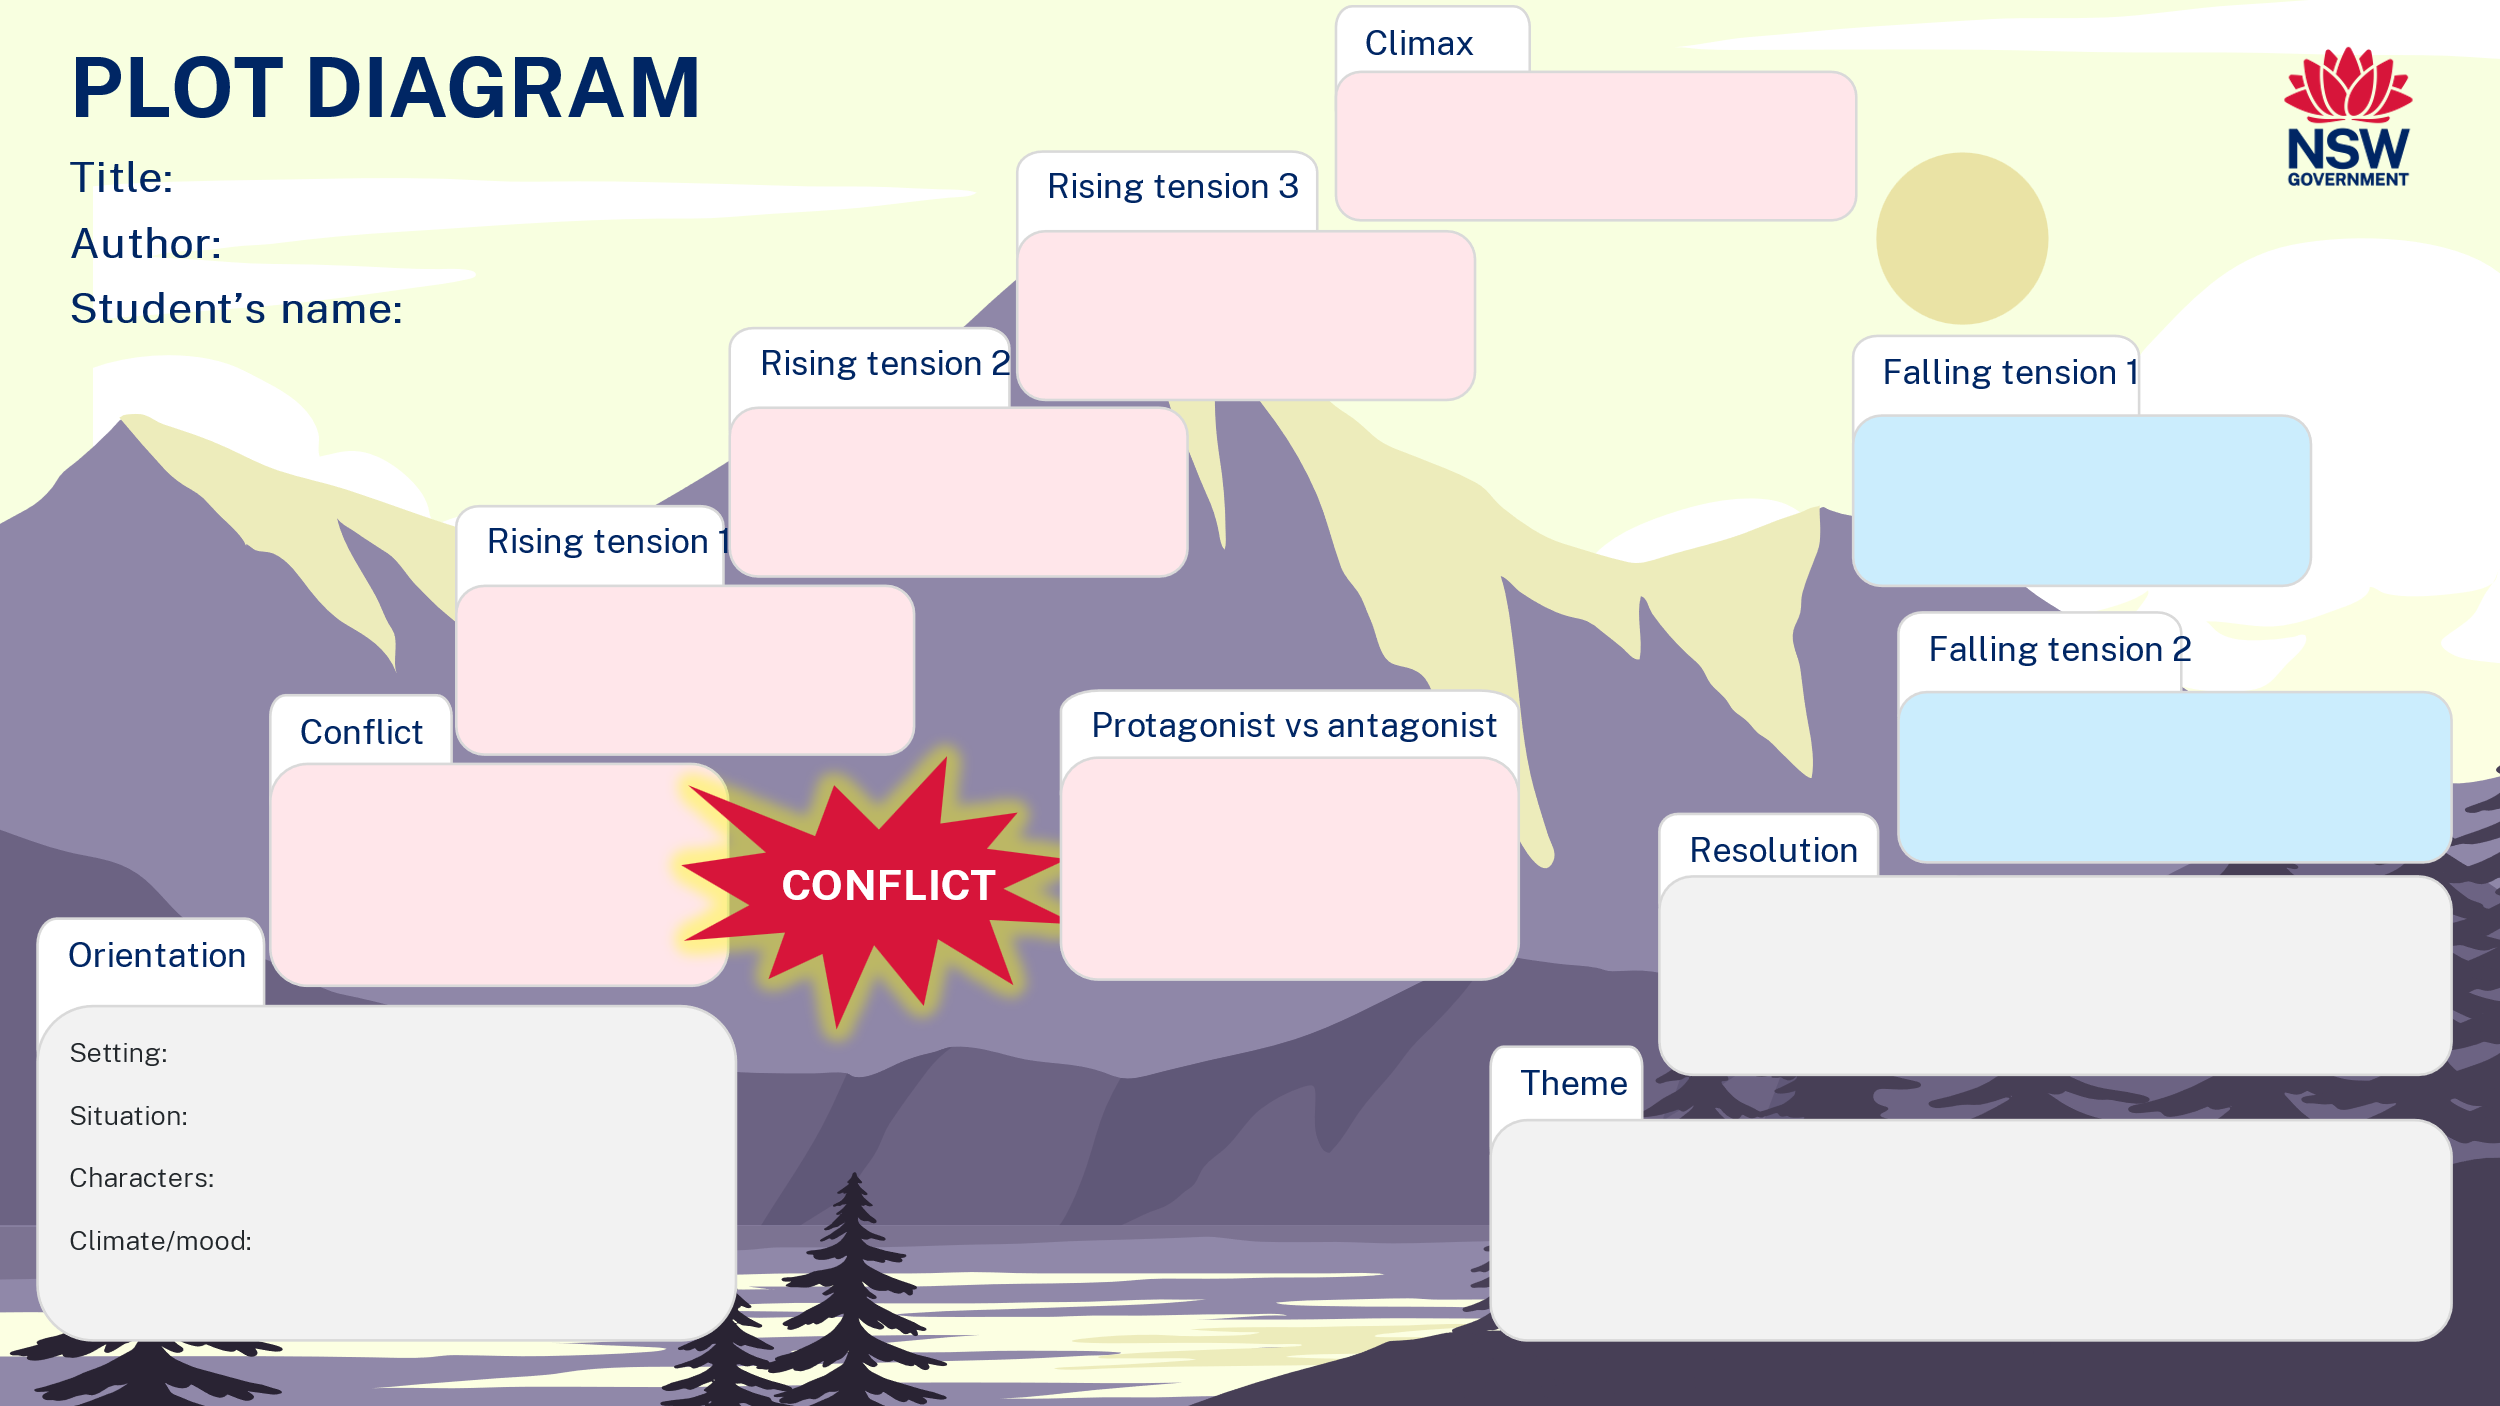 PLOT DIAGRAM
Title:
Author:
Student’s name:
Climax
NSW
GOVERNMENT
Rising tension 3
Rising tension 2
Falling tension 1
Rising tension 1
Falling tension 2
Conflict
Protagonist vs antagonist
CONFLICT
Resolution
Orientation
Setting:
Situation:
Characters:
Climate/mood:
Theme